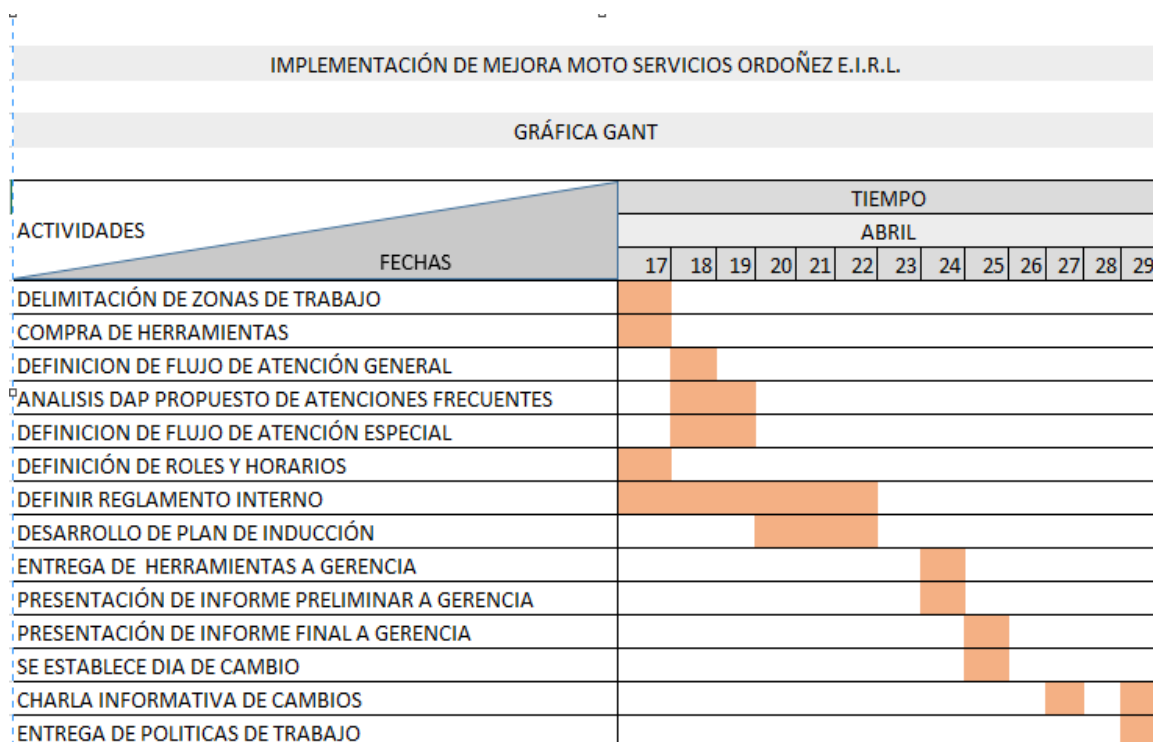 IMPLEMENTACIÓN DE MEJORA MOTO SERVICIOS ORDOÑEZ E.I.R.L.
GRÁFICA GANT
TIEMPO
ACTIVIDADES
ABRIL
FECHAS
17 18 19 20 21 22 23 24 25 26 27 28 29
DELIMITACIÓN DE ZONAS DE TRABAJO
COMPRA DE HERRAMIENTAS
DEFINICION DE FLUJO DE ATENCIÓN GENERAL
ANALISIS DAP PROPUESTO DE ATENCIONES FRECUENTES
DEFINICION DE FLUJO DE ATENCIÓN ESPECIAL
DEFINICIÓN DE ROLES Y HORARIOS
DEFINIR REGLAMENTO INTERNO
DESARROLLO DE PLAN DE INDUCCIÓN
ENTREGA DE HERRAMIENTAS A GERENCIA
PRESENTACIÓN DE INFORME PRELIMINAR A GERENCIA
PRESENTACIÓN DE INFORME FINAL A GERENCIA
SE ESTABLECE DIA DE CAMBIO
CHARLA INFORMATIVA DE CAMBIOS
ENTREGA DE POLITICAS DE TRABAJO